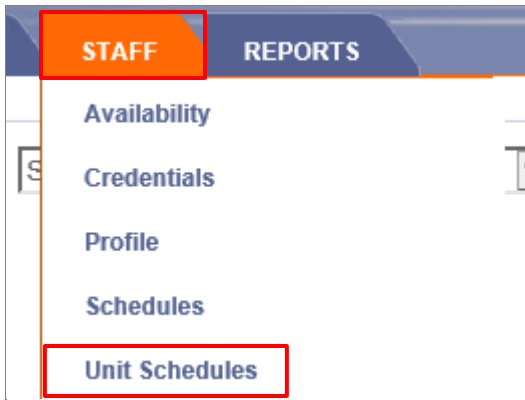 STAFF REPORTS
Availability
S
Credentials
Profile
Schedules
Unit Schedules